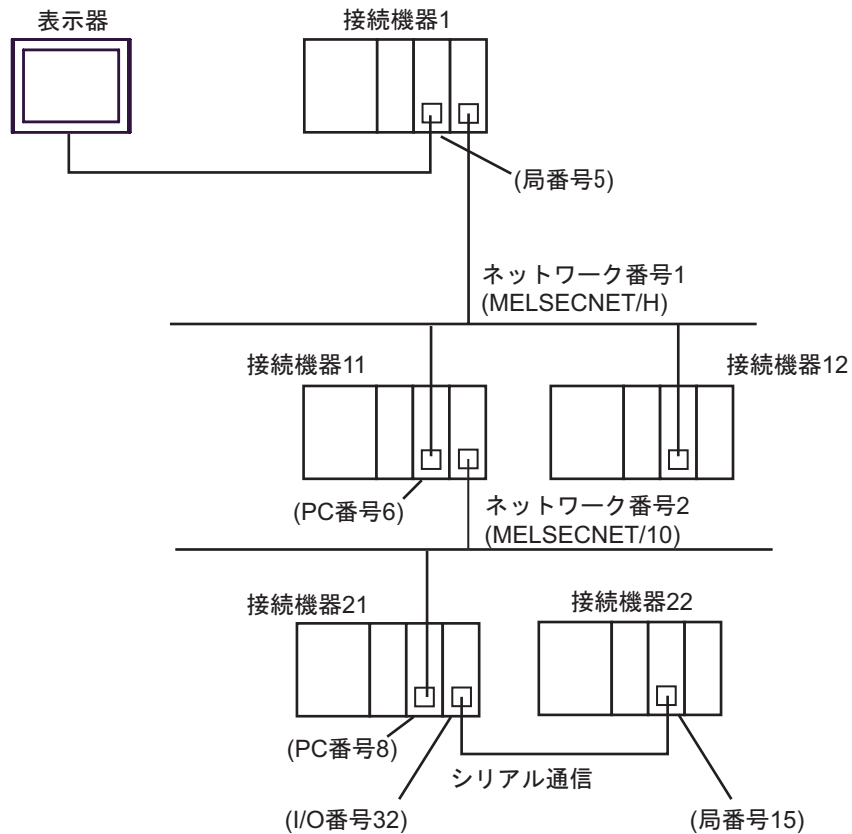 表示器
接続機器1
(局番号5)
ネットワーク番号1
(MELSECNET/H)
接続機器11
接続機器12
(PC番号6)
ネットワーク番号2
(MELSECNET/10)
接続機器21
接続機器22
(PC番号8)
シリアル通信
(I/O番号32)
(局番号15)